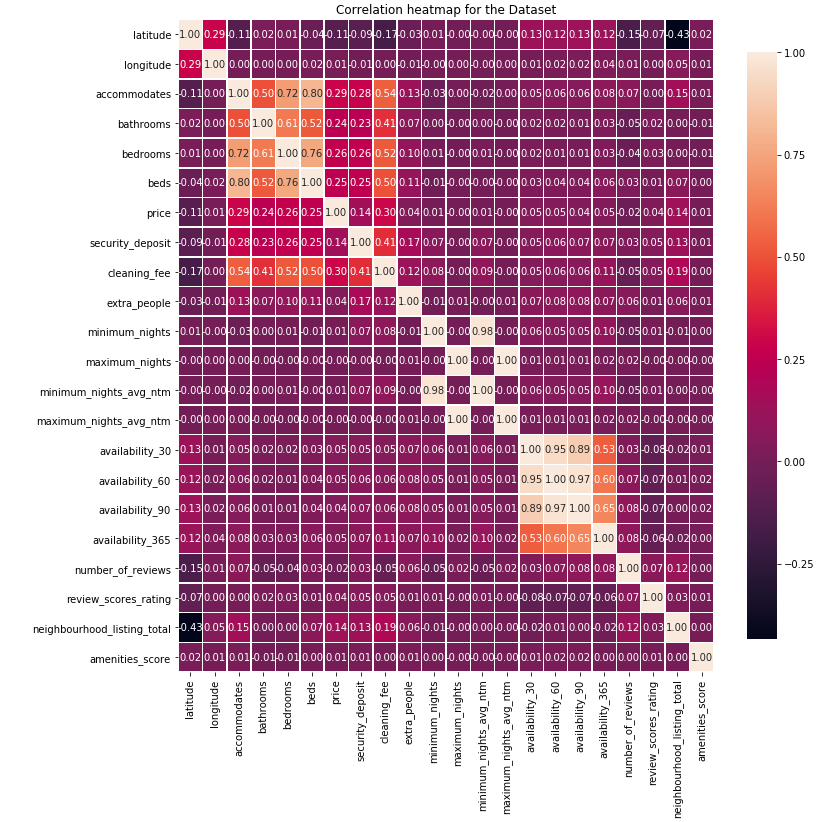 Correlation heatmap for the Dataset
latitude 1.00 0.29 -0.11 0.02 0.01 -0.04 -0.11 -0.09 -0.17 -0.03 0.01 -0.00 -0.00 -0.00 0.13 0.12 0.13 0.12 -0.15 -0.07 -0.43 0.02
longitude 0.29 1.00 0.00 0.00 0.00 0.02 0.01 -0.01 0.00 -0.01 -0.00 0.00 0.00 0.00 0.01 0.02 0.02 0.04 0.01 0.00 0.05 0.01
accommodates -0.11 0.00 1.00 0.50 0.72 0.80 0.29 0.28 0.54 0.13 -0.03 0.00 -0.02 0.00 0.05 0.06 0.06 0.08 0.07 0.00 0.15 0.01
bathrooms 0.02 0.00 0.50 1.00 0.61 0.52 0.24 0.23 0.41 0.07 0.00 -0.00 0.00 -0.00 0.02 0.02 0.01 0.03 -0.05 0.02 0.00 -0.01
bedrooms 0.01 0.00 0.72 0.61 1.00 0.76 0.26 0.26 0.52 0.10 0.01 -0.00 0.01 -0.00 0.02 0.01 0.01 0.03 -0.04 0.03 0.00 -0.01
beds -0.04 0.02 0.80 0.52 0.76 1.00 0.25 0.25 0.50 0.11 -0.01 -0.00 -0.00 -0.00 0.03 0.04 0.04 0.06 0.03 0.01 0.07 0.00
price -0.11 0.01 0.29 0.24 0.26 0.25 1.00 0.14 0.30 0.04 0.01 -0.00 0.01 -0.00 0.05 0.05 0.04 0.05 -0.02 0.04 0.14 0.01
security_deposit -0.09 -0.01 0.28 0.23 0.26 0.25 0.14 1.00 0.41 0.17 0.07 -0.00 0.07 -0.00 0.05 0.06 0.07 0.07 0.03 0.05 0.13 0.01
cleaning_fee -0.17 0.00 0.54 0.41 0.52 0.50 0.30 0.41 1.00 0.12 0.08 -0.00 0.09 -0.00 0.05 0.06 0.06 0.11 -0.05 0.05 0.19 0.00
extra_people -0.03 -0.01 0.13 0.07 0.10 0.11 0.04 0.17 0.12 1.00 -0.01 0.01 -0.00 0.01 0.07 0.08 0.08 0.07 0.06 0.01 0.06 0.01
minimum_nights 0.01 -0.00 -0.03 0.00 0.01 -0.01 0.01 0.07 0.08 -0.01 1.00 -0.00 0.98 -0.00 0.06 0.05 0.05 0.10 -0.05 0.01 -0.01 0.00
maximum_nights -0.00 0.00 0.00 -0.00 -0.00 -0.00 -0.00 -0.00 -0.00 0.01 -0.00 1.00 -0.00 1.00 0.01 0.01 0.01 0.02 0.02 -0.00 -0.00 -0.00
minimum_nights_avg_ntm -0.00 0.00 -0.02 0.00 0.01 -0.00 0.01 0.07 0.09 -0.00 0.98 -0.00 1.00 -0.00 0.06 0.05 0.05 0.10 -0.05 0.01 0.00 -0.00
maximum_nights_avg_ntm -0.00 0.00 0.00 -0.00 -0.00 -0.00 -0.00 -0.00 -0.00 0.01 -0.00 1.00 -0.00 1.00 0.01 0.01 0.01 0.02 0.02 -0.00 -0.00 -0.00
availability_30 0.13 0.01 0.05 0.02 0.02 0.03 0.05 0.05 0.05 0.07 0.06 0.01 0.06 0.01 1.00 0.95 0.89 0.53 0.03 -0.08 -0.02 0.01
availability_60 0.12 0.02 0.06 0.02 0.01 0.04 0.05 0.06 0.06 0.08 0.05 0.01 0.05 0.01 0.95 1.00 0.97 0.60 0.07 -0.07 0.01 0.02
availability_90 0.13 0.02 0.06 0.01 0.01 0.04 0.04 0.07 0.06 0.08 0.05 0.01 0.05 0.01 0.89 0.97 1.00 0.65 0.08 -0.07 0.00 0.02
availability_365 0.12 0.04 0.08 0.03 0.03 0.06 0.05 0.07 0.11 0.07 0.10 0.02 0.10 0.02 0.53 0.60 0.65 1.00 0.08 -0.06 -0.02 0.00
number_of_reviews -0.15 0.01 0.07 -0.05 -0.04 0.03 -0.02 0.03 -0.05 0.06 -0.05 0.02 -0.05 0.02 0.03 0.07 0.08 0.08 1.00 0.07 0.12 0.00
review_scores_rating -0.07 0.00 0.00 0.02 0.03 0.01 0.04 0.05 0.05 0.01 0.01 -0.00 0.01 -0.00 -0.08 -0.07 -0.07 -0.06 0.07 1.00 0.03 0.01
neighbourhood_listing_total -0.43 0.05 0.15 0.00 0.00 0.07 0.14 0.13 0.19 0.06 -0.01 -0.00 0.00 -0.00 -0.02 0.01 0.00 -0.02 0.12 0.03 1.00 0.00
amenities_score 0.02 0.01 0.01 -0.01 -0.01 0.00 0.01 0.01 0.00 0.01 0.00 -0.00 -0.00 -0.00 0.01 0.02 0.02 0.00 0.00 0.01 0.00 1.00
latitude
longitude
accommodates
bathrooms
bedrooms
beds
price
security_deposit
cleaning_fee
extra_people
minimum_nights
maximum_nights
minimum_nights_avg_ntm
maximum_nights_avg_ntm
availability_30
availability_60
availability_90
availability_365
number_of_reviews
review_scores_rating
neighbourhood_listing_total
amenities_score
1.00
0.75
0.50
0.25
0.00
−0.25